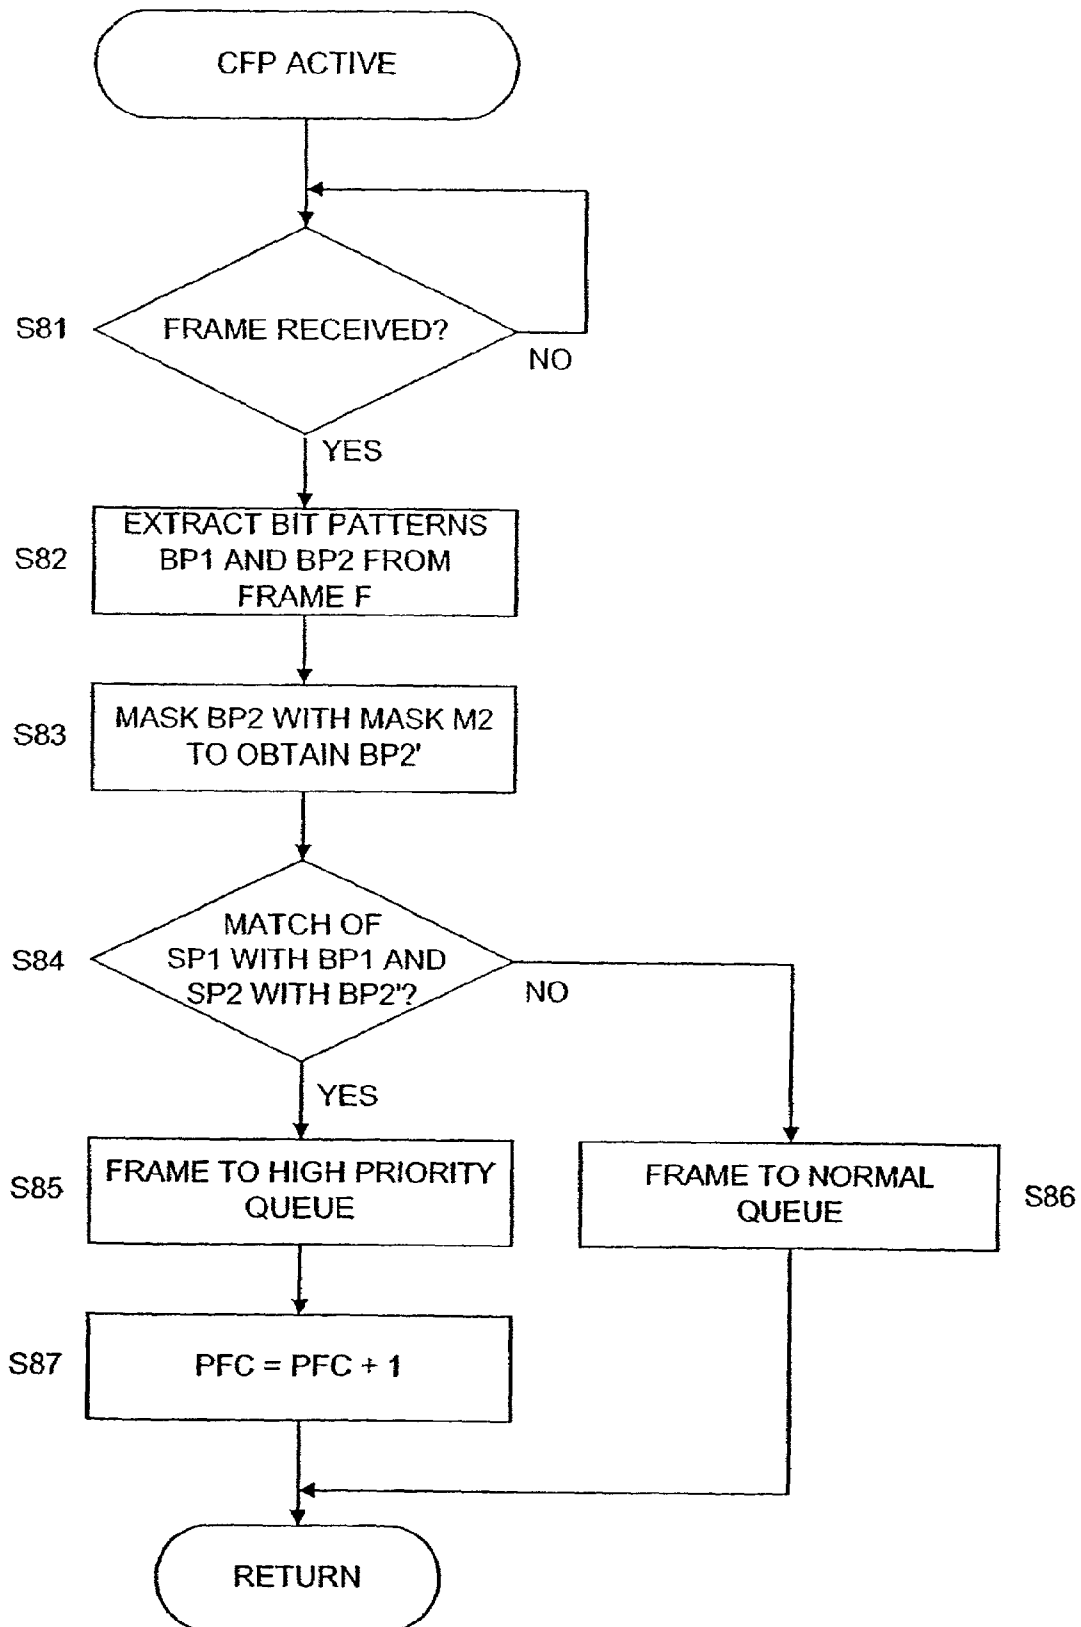 CFP ACTIVE
S81
FRAME RECEIVED?
NO
YES
S82
EXTRACT BIT PATTERNS
BP1 AND BP2 FROM
FRAME F
S83
MASK BP2 WITH MASK M2
TO OBTAIN BP2'
S84
MATCH OF
SP1 WITH BP1 AND
SP2 WITH BP2'?
NO
YES
S85
FRAME TO HIGH PRIORITY
QUEUE
FRAME TO NORMAL
QUEUE
S86
S87
PFC = PFC + 1
RETURN